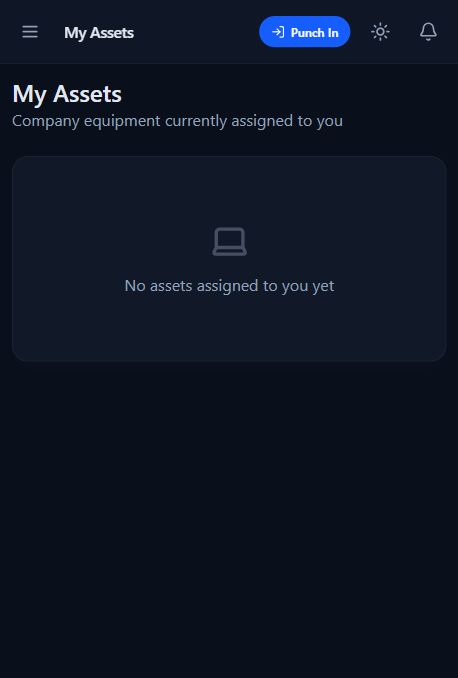 My Assets
Punch In
My Assets
Company equipment currently assigned to you
No assets assigned to you yet